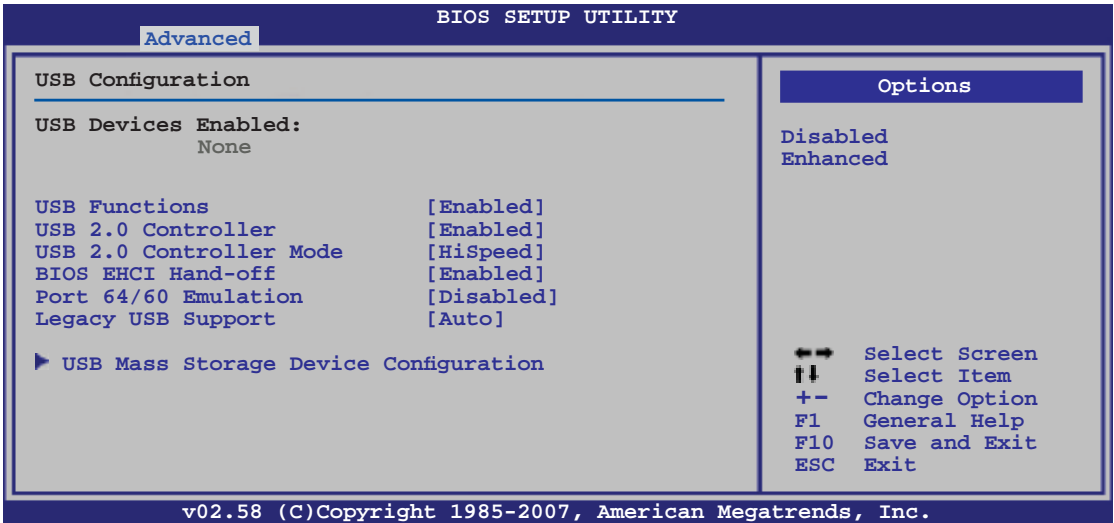 BIOS SETUP UTILITY
Advanced
USB Configuration
USB Devices Enabled:
None
USB Functions [Enabled]
USB 2.0 Controller [Enabled]
USB 2.0 Controller Mode [HiSpeed]
BIOS EHCI Hand-off [Enabled]
Port 64/60 Emulation [Disabled]
Legacy USB Support [Auto]
USB Mass Storage Device Configuration
Options
Disabled
Enhanced
Select Screen
Select Item
+- Change Option
F1 General Help
F10 Save and Exit
ESC Exit
v02.58 (C)Copyright 1985-2007, American Megatrends, Inc.